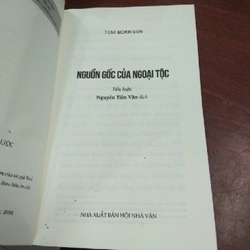 TONI MORRISON
NGUỒN GỐC CỦA NGOẠI TỘC
Tiểu luận
Nguyễn Tiến Văn dịch
NHÀ XUẤT BẢN HỘI NHÀ VĂN